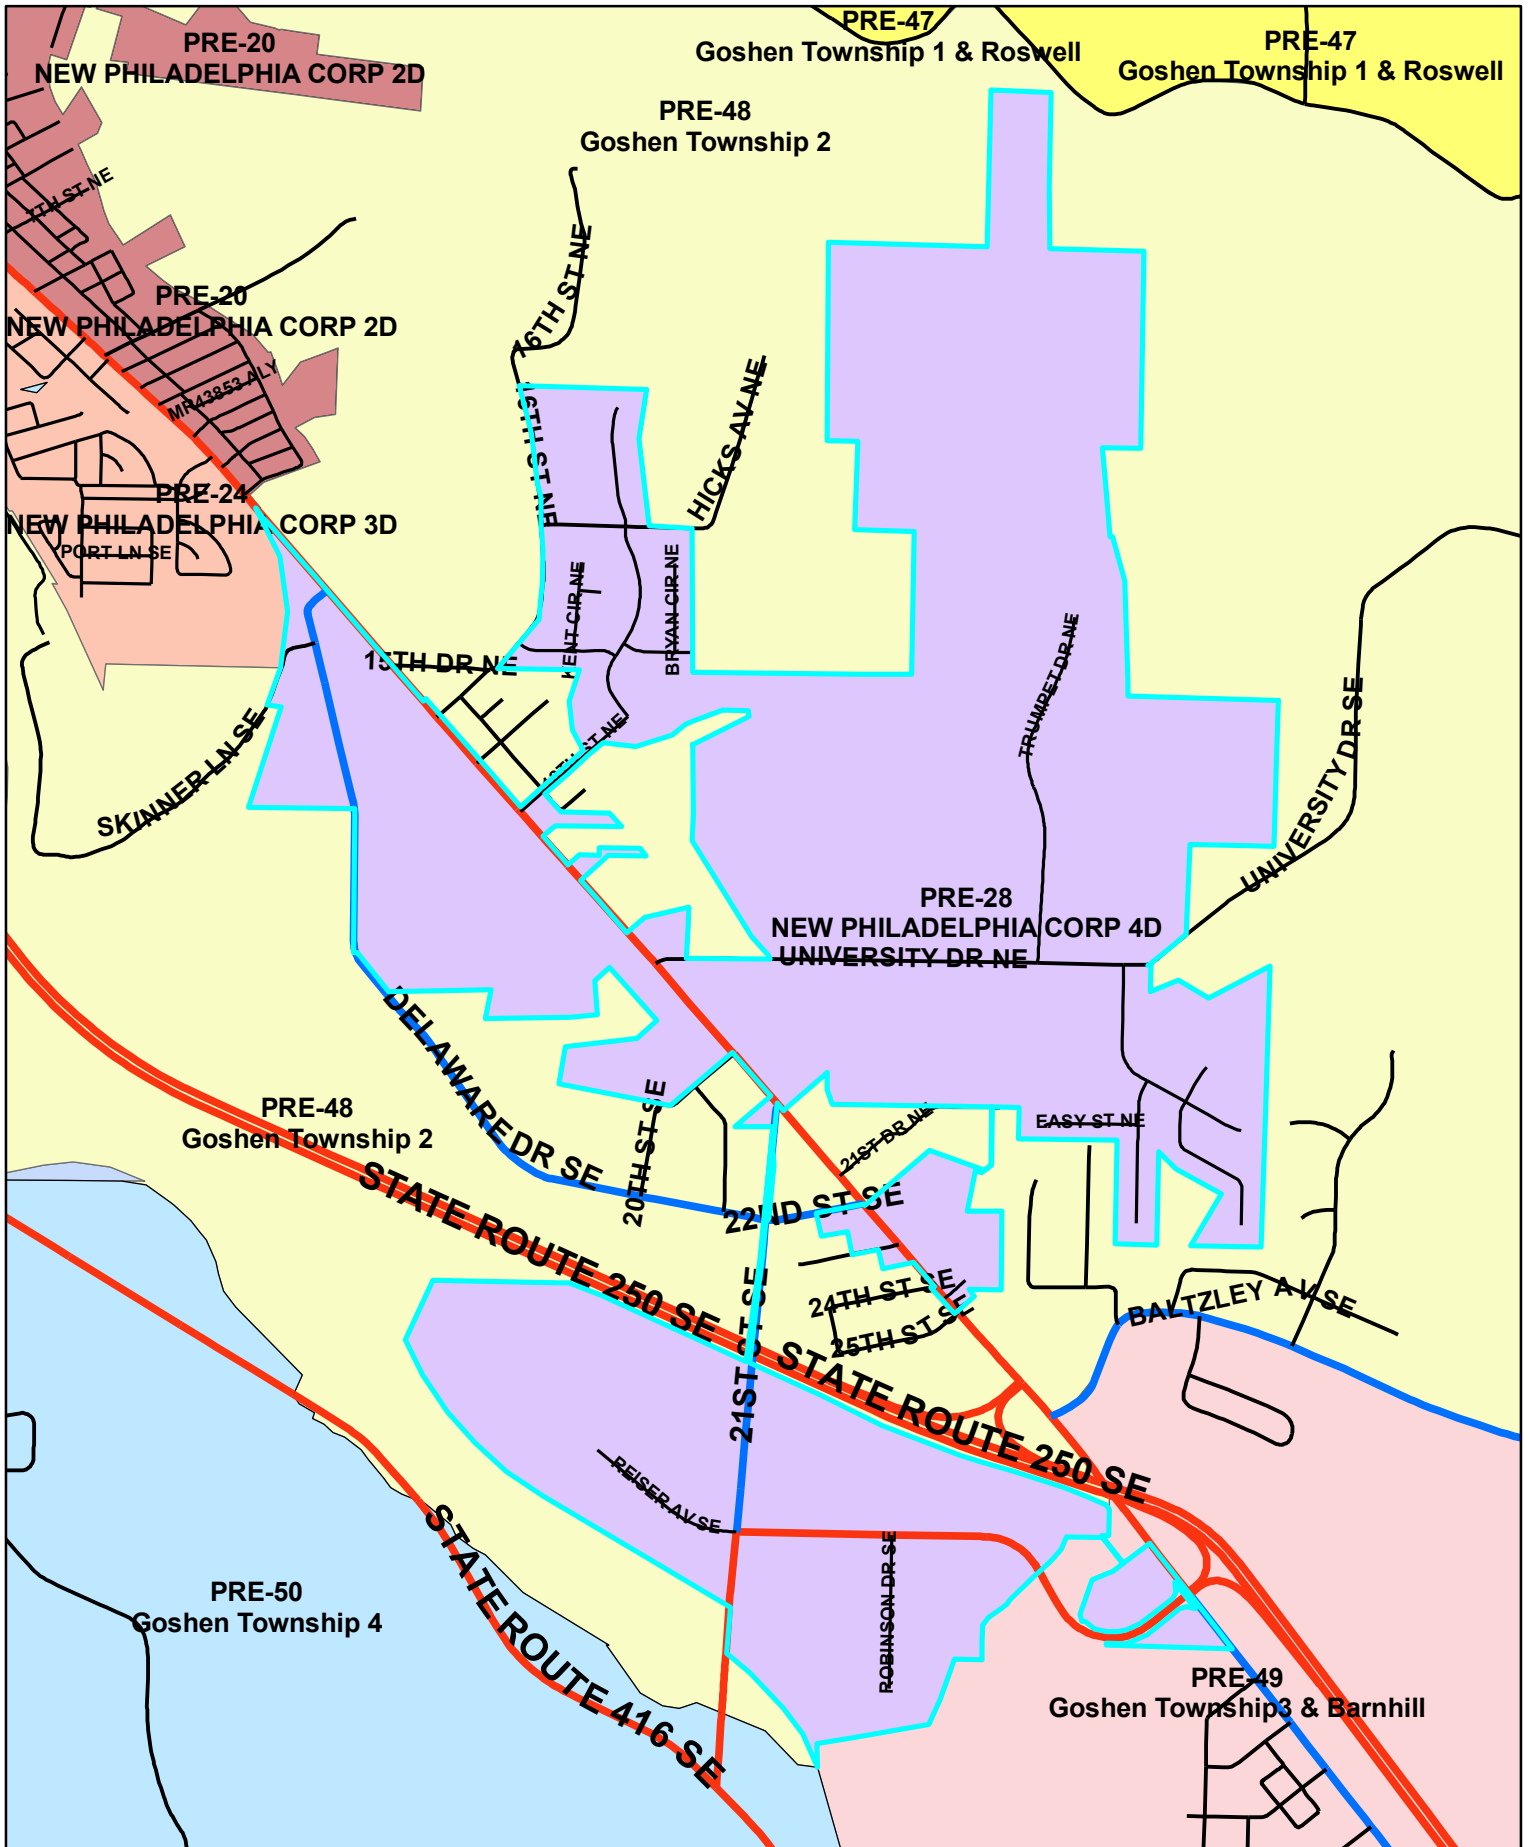 PRE-47
Goshen Township 1 & Roswell
PRE-47
Goshen Township 1 & Roswell
PRE-20
NEW PHILADELPHIA CORP 2D
PRE-48
Goshen Township 2
7TH ST NE
16TH ST NE
PRE-20
NEW PHILADELPHIA CORP 2D
MR43853 ALY
16TH ST NE
HICKS AV NE
PRE-24
NEW PHILADELPHIA CORP 3D
PORT LN SE
KENT CIR NE
BRYAN CIR NE
15TH DR NE
TRUMPET DR NE
SKINNER LN SE
UNIVERSITY DR SE
PRE-28
NEW PHILADELPHIA CORP 4D
UNIVERSITY DR NE
DELAWARE DR SE
PRE-48
Goshen Township 2
20TH ST SE
21ST DR NE
EASY ST NE
22ND ST SE
STATE ROUTE 250 SE
21ST ST SE
24TH ST SE
25TH ST SE
BALTZLEY AV SE
STATE ROUTE 250 SE
REISER AV SE
ROBINSON DR SE
STATE ROUTE 416 SE
PRE-50
Goshen Township 4
PRE-49
Goshen Township3 & Barnhill